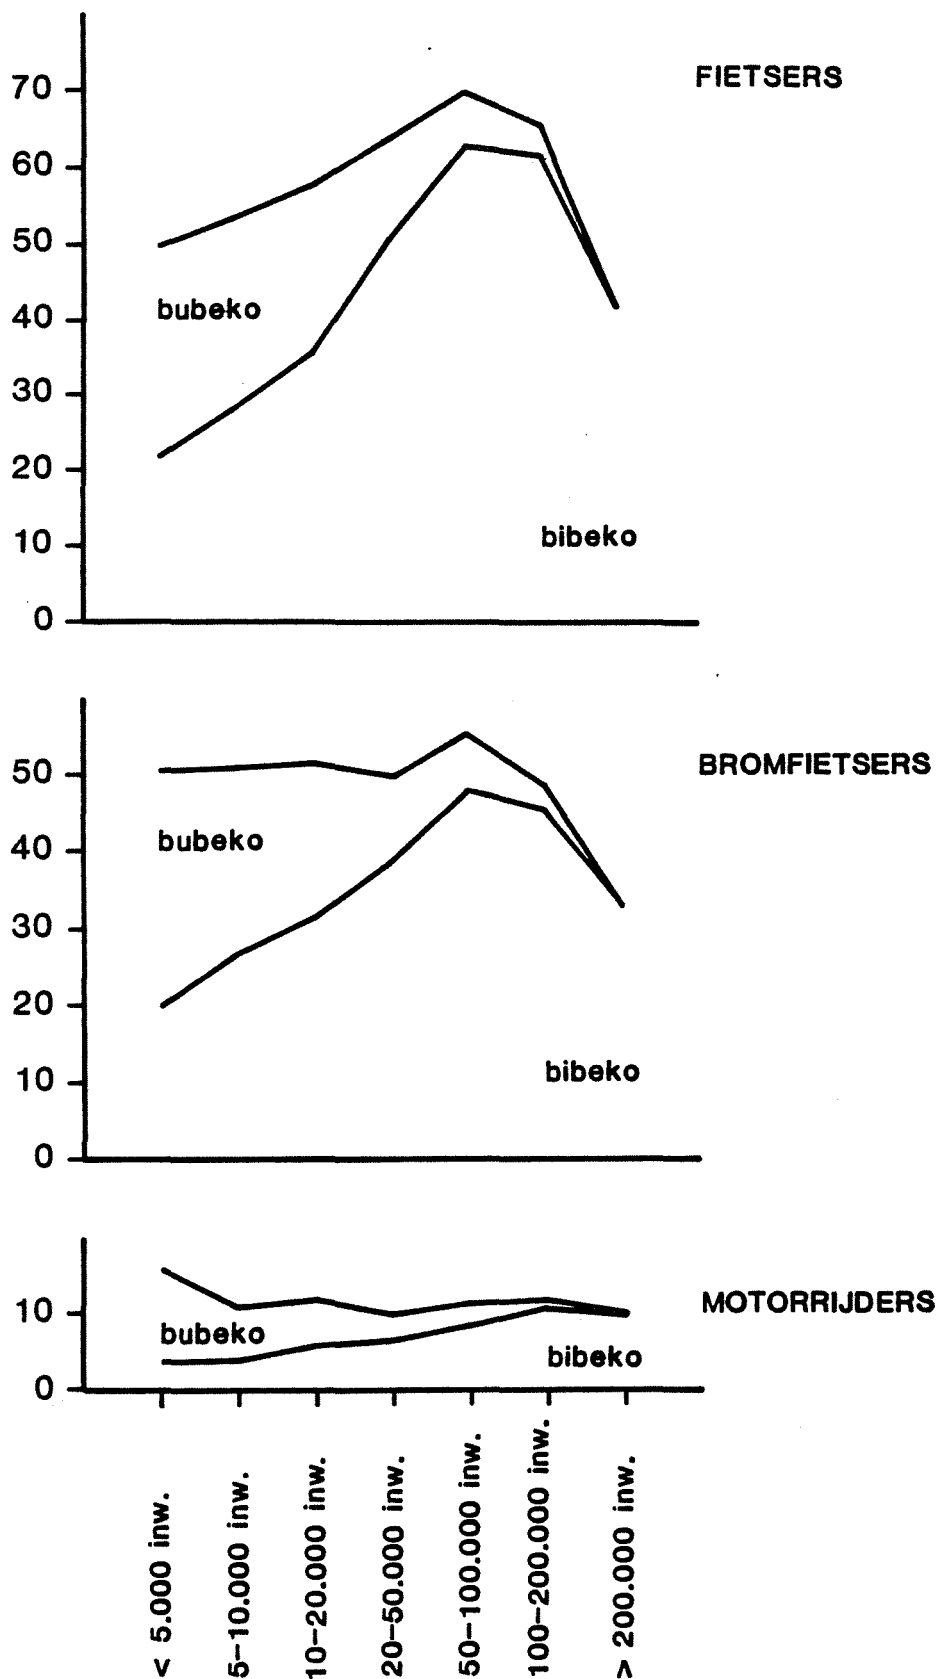 FIETSERS
70
60
50
40
30
20
10
0
bubeko
bibeko
BROMFIETSERS
50
40
30
20
10
0
bubeko
bibeko
MOTORRIJDERS
10
0
bubeko
bibeko
< 5.000 inw.
5-10.000 inw.
10-20.000 inw.
20-50.000 inw.
50-100.000 inw.
100-200.000 inw.
> 200.000 inw.